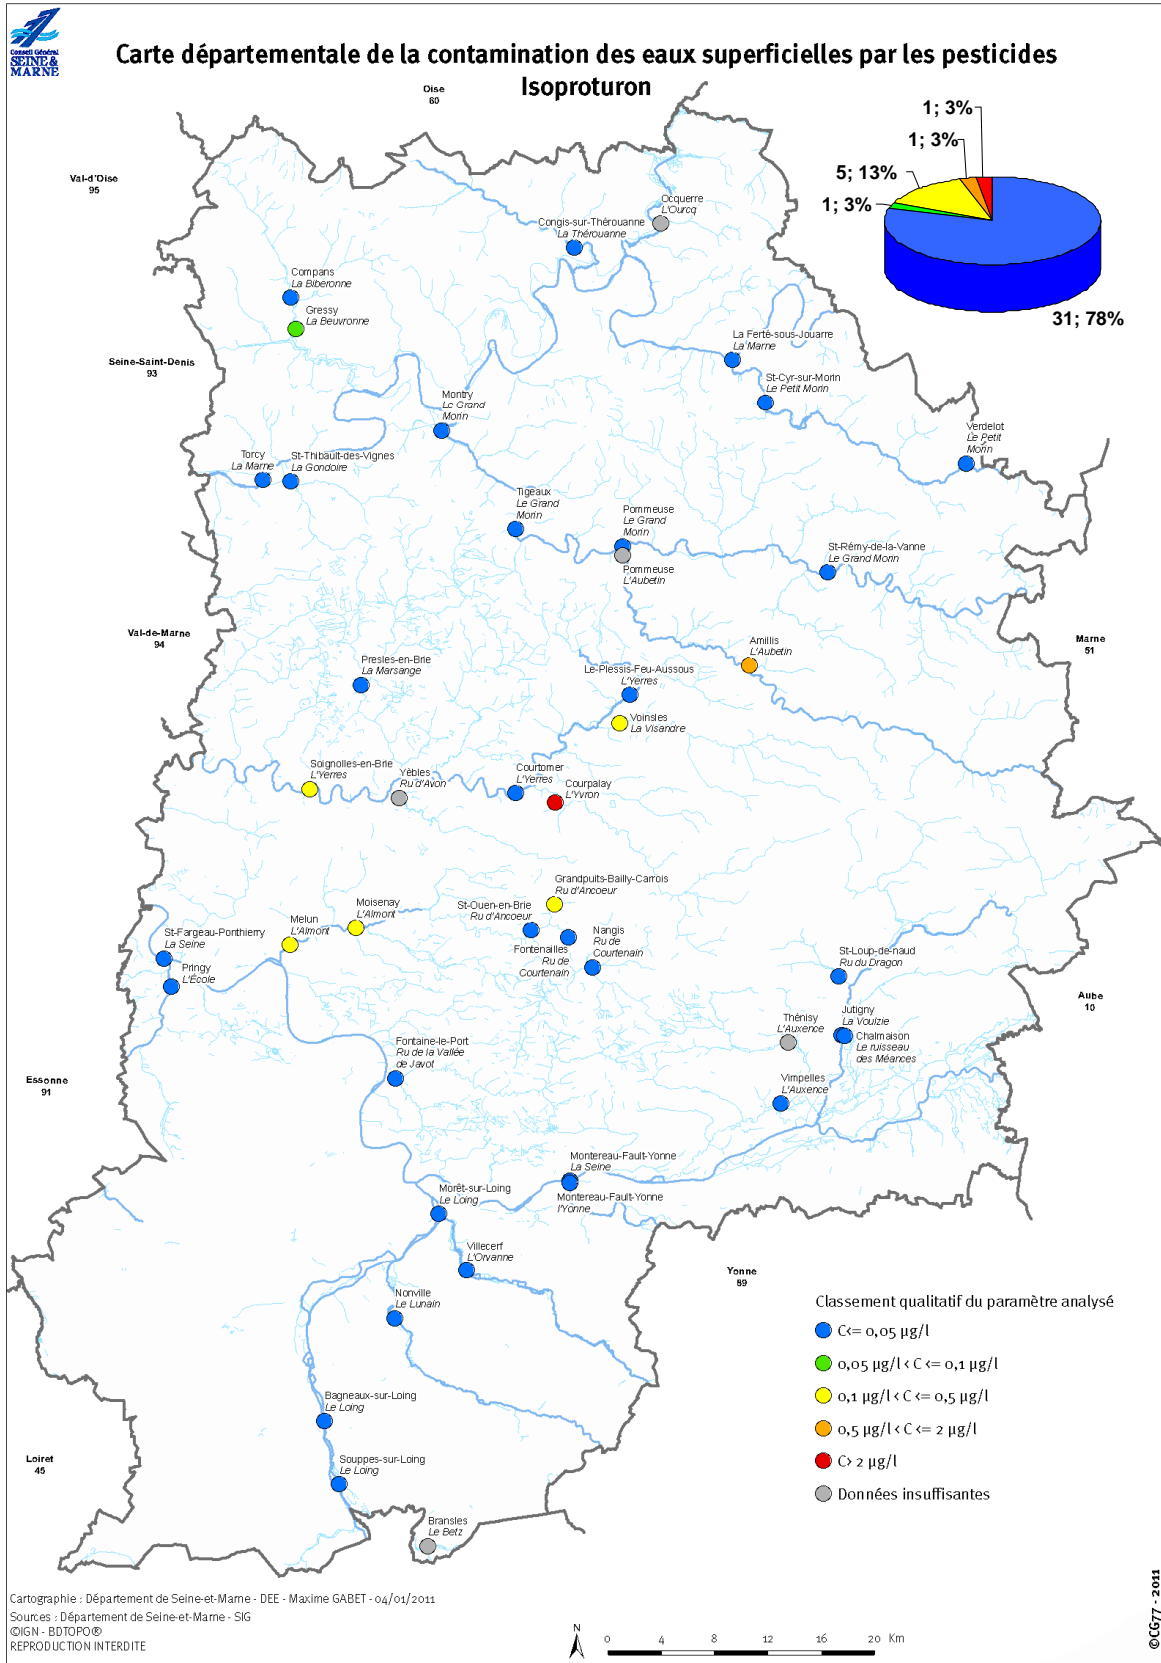 Conseil Général
SEINE &
MARNE
Carte départementale de la contamination des eaux superficielles par les pesticides
Isoproturon
Oise
60
Val-d'Oise
95
Seine-Saint-Denis
93
Val-de-Marne
94
Essonne
91
Loiret
45
Yonne
89
Aube
10
Marne
51
1; 3%
1; 3%
5; 13%
1; 3%
31; 78%
Ocquerre
L'Ourcq
Congis-sur-Thérouanne
La Thérouanne
Compans
La Biberonne
Gressy
La Beuvronne
La Ferté-sous-Jouarre
La Marne
St-Cyr-sur-Morin
Le Petit Morin
Montry
Le Grand
Morin
Verdelot
Le Petit
Morin
Torcy
La Marne
St-Thibault-des-Vignes
La Gondoire
Tigeaux
Le Grand
Morin
Pommeuse
Le Grand
Morin
Pommeuse
L'Aubetin
St-Rémy-de-la-Vanne
Le Grand Morin
Amillis
L'Aubetin
Presles-en-Brie
La Marsange
Le-Plessis-Feu-Aussous
L'Yerres
Voinsles
La Visandre
Soignolles-en-Brie
L'Yerres
Yèbles
Ru d'Avon
Courtomer
L'Yerres
Courpalay
L'Yvron
Grandpuits-Bailly-Carrois
Ru d'Ancoeur
St-Ouen-en-Brie
Ru d'Ancoeur
Moisenay
L'Almont
Melun
L'Almont
St-Fargeau-Ponthierry
La Seine
Pringy
L'École
Fontenailles
Ru de
Courtenain
Nangis
Ru de
Courtenain
St-Loup-de-naud
Ru du Dragon
Jutigny
La Voulzie
Thénisy
L'Auxence
Chalmaison
Le ruisseau
des Méances
Vimpelles
L'Auxence
Fontaine-le-Port
Ru de la Vallée
de Javot
Montereau-Fault-Yonne
La Seine
Montereau-Fault-Yonne
l'Yonne
Morêt-sur-Loing
Le Loing
Villecerf
L'Orvanne
Nonville
Le Lunain
Bagneaux-sur-Loing
Le Loing
Souppes-sur-Loing
Le Loing
Bransles
Le Betz
Classement qualitatif du paramètre analysé
C<= 0,05 µg/l
0,05 µg/l < C <= 0,1 µg/l
0,1 µg/l < C <= 0,5 µg/l
0,5 µg/l < C <= 2 µg/l
C> 2 µg/l
Données insuffisantes
Cartographie : Département de Seine-et-Marne - DEE - Maxime GABET - 04/01/2011
Sources : Département de Seine-et-Marne - SIG
©IGN - BDTOPO®
REPRODUCTION INTERDITE
N
0 4 8 12 16 20 Km
©CG77 - 2011